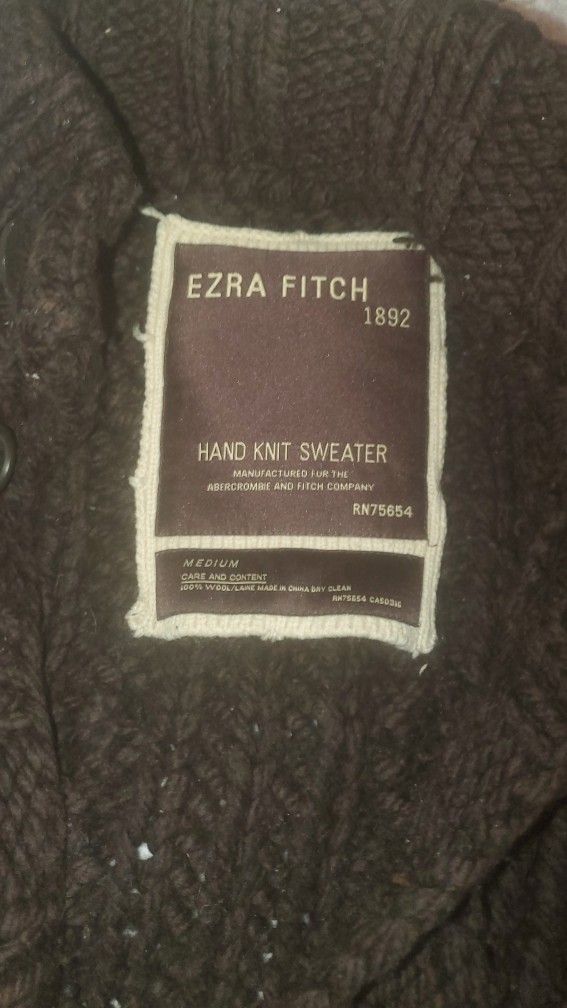 EZRA FITCH
1892
HAND KNIT SWEATER
MANUFACTURED FOR THE
ABERCROMBIE AND FITCH COMPANY
RN75654
MEDIUM
CARE AND CONTENT
100% WOOL/LAINE MADE IN CHINA DRY CLEAN
RN75654